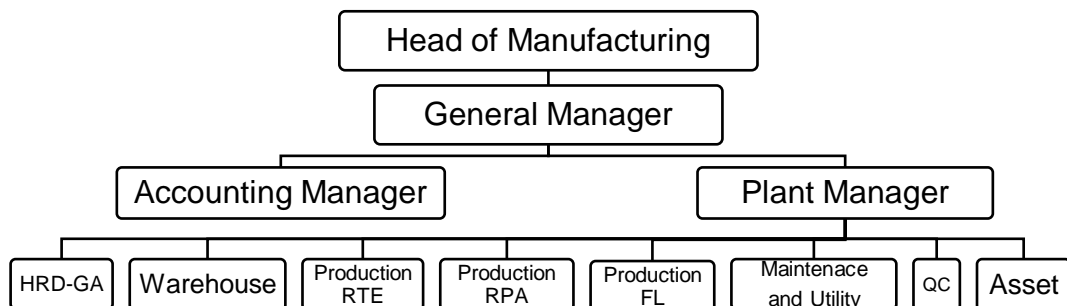 Head of Manufacturing
General Manager
Accounting Manager
Plant Manager
HRD-GA
Warehouse
Production
RTE
Production
RPA
Production
FL
Maintenace
and Utility
QC
Asset